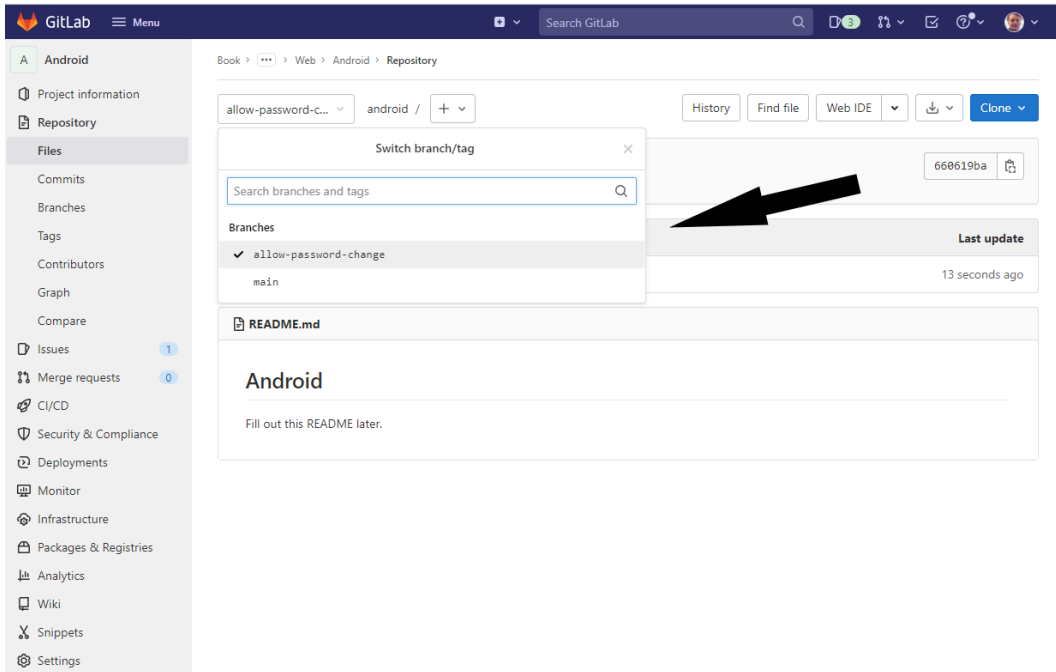 GitLab Menu Search GitLab 3
A Android
Book > ••• > Web > Android > Repository
Project information
Repository
Files
Commits
Branches
Tags
Contributors
Graph
Compare
Issues 1
Merge requests 0
CI/CD
Security & Compliance
Deployments
Monitor
Infrastructure
Packages & Registries
Analytics
Wiki
Snippets
Settings
allow-password-c... android / + History Find file Web IDE Clone
Switch branch/tag
660619ba
Search branches and tags
Branches
Last update
allow-password-change
13 seconds ago
main
README.md
Android
Fill out this README later.